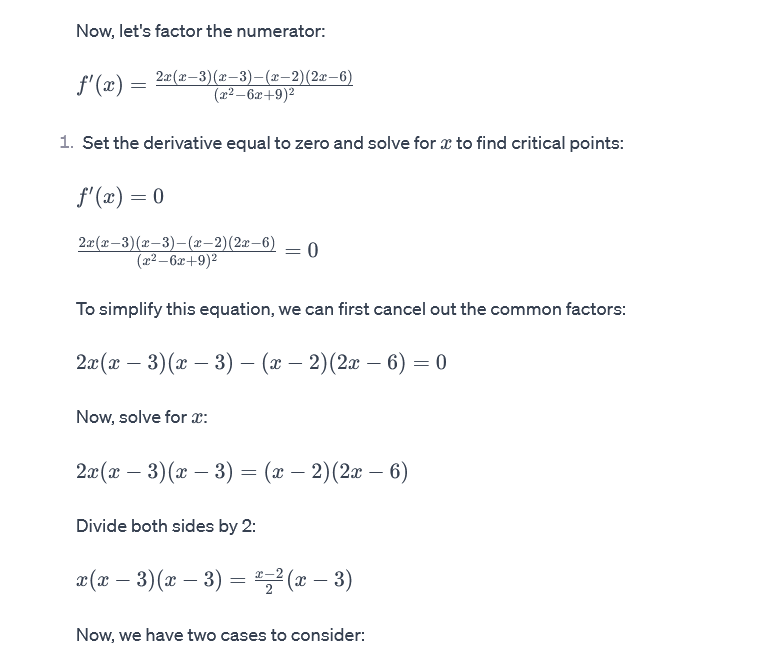 Now, let's factor the numerator:
f′(x) = \frac{2x(x−3)(x−3)−(x−2)(2x−6)}{(x²−6x+9)²}
1. Set the derivative equal to zero and solve for x to find critical points:
f′(x) = 0
\frac{2x(x−3)(x−3)−(x−2)(2x−6)}{(x²−6x+9)²} = 0
To simplify this equation, we can first cancel out the common factors:
2x(x − 3)(x − 3) − (x − 2)(2x − 6) = 0
Now, solve for x:
2x(x − 3)(x − 3) = (x − 2)(2x − 6)
Divide both sides by 2:
x(x − 3)(x − 3) = \frac{x−2}{2}(x − 3)
Now, we have two cases to consider: